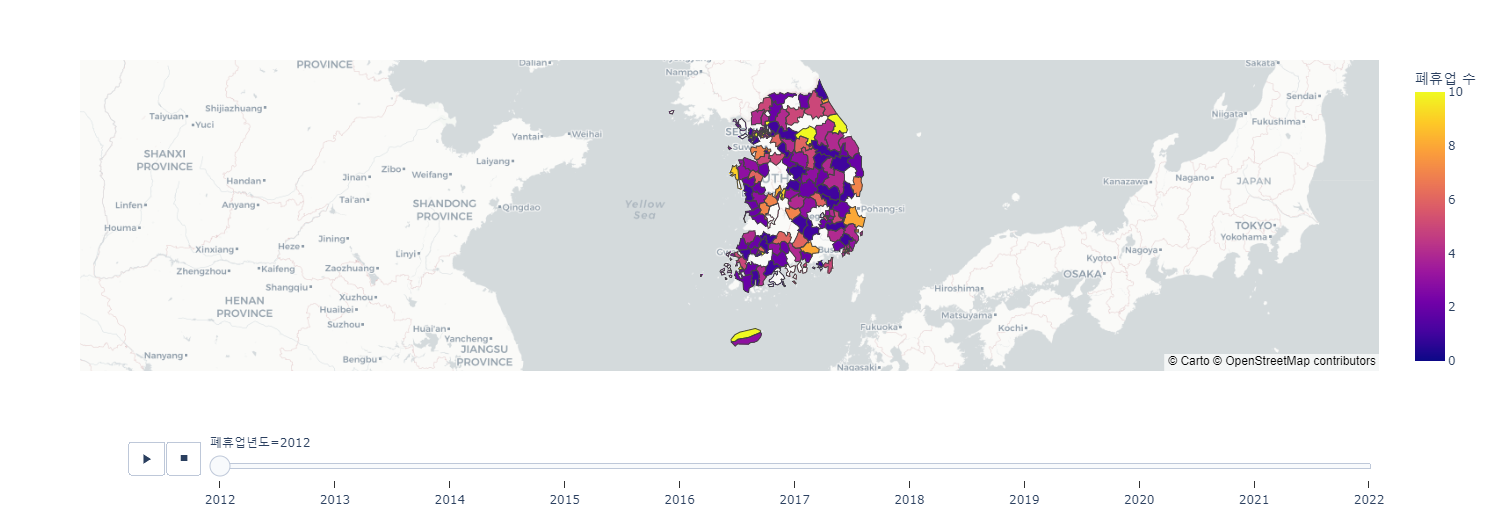 PROVINCE
Dalian
Nampo
Sakata
Shijiazhuang
Sendai
Taiyuan
Yuci
Niigata
Fukushima
Yantai
Weihai
SHANXI
PROVINCE
Laiyang
Zibo
Jinan
Weifang
Handan
Kanazawa
Nagano
JAPAN
Linfen
Anyang
Tai'an
SHANDONG
PROVINCE
Qingdao
Yellow
Sea
Pohang-si
Houma
TOKYO
Yokohama
Xinxiang
Heze
Jining
Linyi
Nagoya
Kyoto
Zhengzhou
Kaifeng
Zaozhuang
OSAKA
Shangqiu
Hiroshima
HENAN
PROVINCE
Xuzhou
Huaibei
Matsuyama
Suzhou
Huai'an
Fukuoka
Kochi
Yancheng
JIANGSU
PROVINCE
Nanyang
Bengbu
Nagasaki
© Carto © OpenStreetMap contributors
폐휴업 수
10
8
6
4
2
0
폐휴업년도=2012
2012 2013 2014 2015 2016 2017 2018 2019 2020 2021 2022